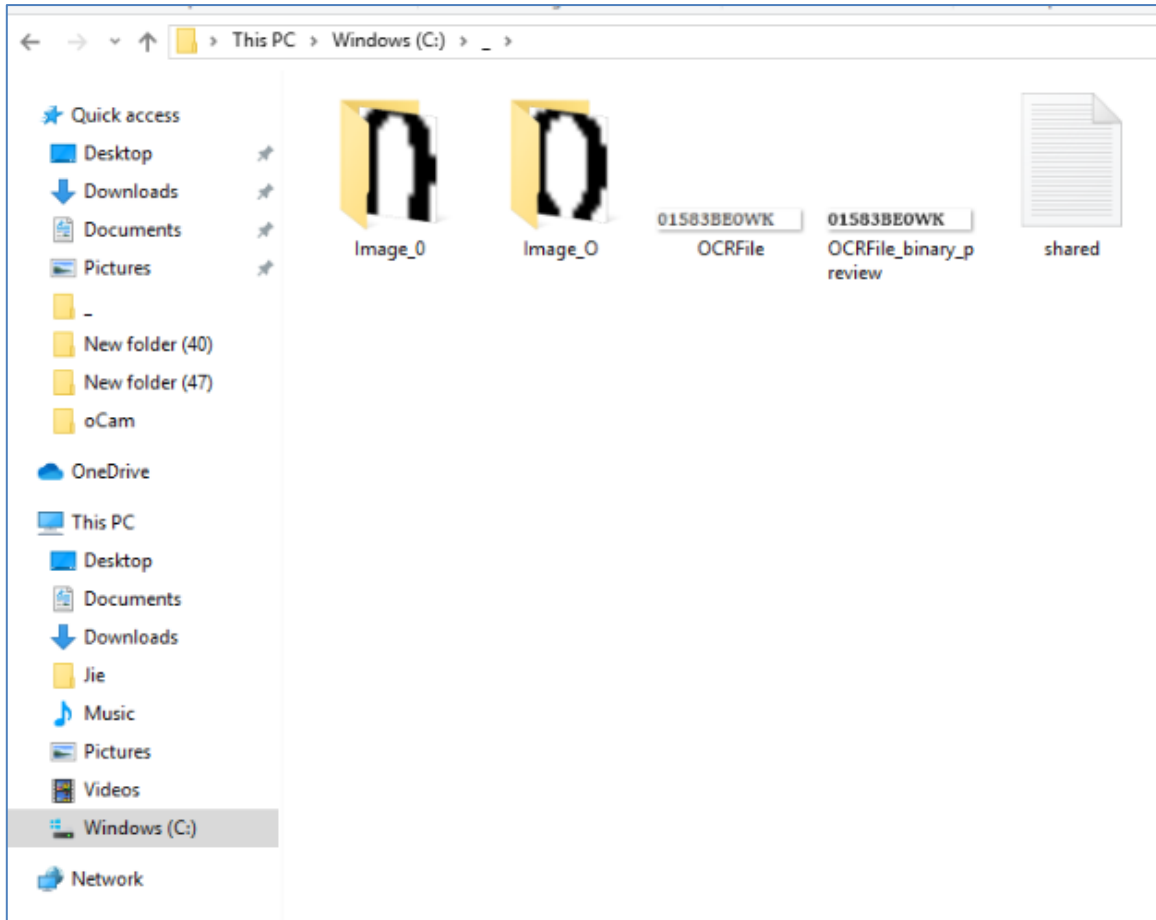 This PC > Windows (C:) > _ >
Quick access
Desktop
Downloads
Documents
Pictures
_
New folder (40)
New folder (47)
oCam
OneDrive
This PC
Desktop
Documents
Downloads
Jie
Music
Pictures
Videos
Windows (C:)
Network
Image_0
Image_O
01583BE0WK
OCRFile
01583BE0WK
OCRFile_binary_p
review
shared